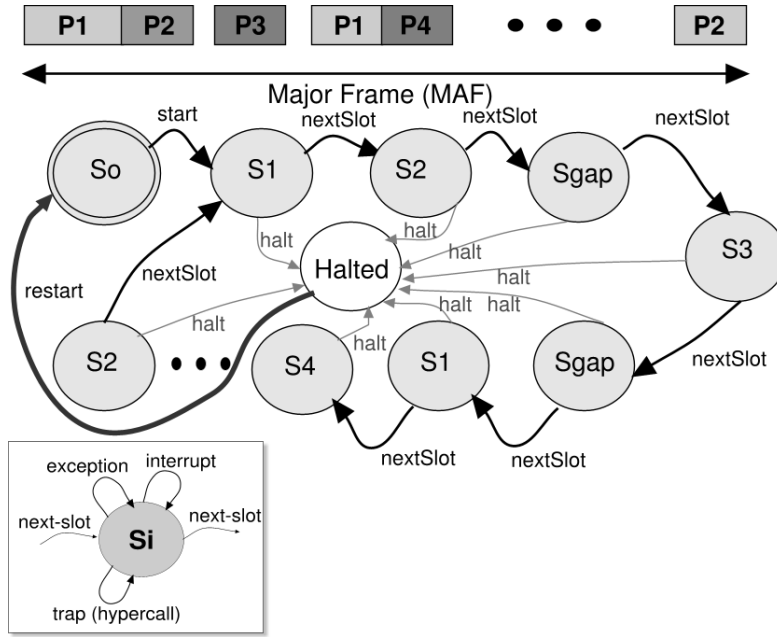 P1 P2 P3 P1 P4 P2
Major Frame (MAF)
start
nextSlot
nextSlot
nextSlot
So
S1
S2
Sgap
S3
halt
halt
halt
halt
halt
halt
halt
halt
Halted
restart
nextSlot
S2
S4
S1
Sgap
nextSlot
nextSlot
nextSlot
exception
interrupt
next-slot
next-slot
Si
trap (hypercall)